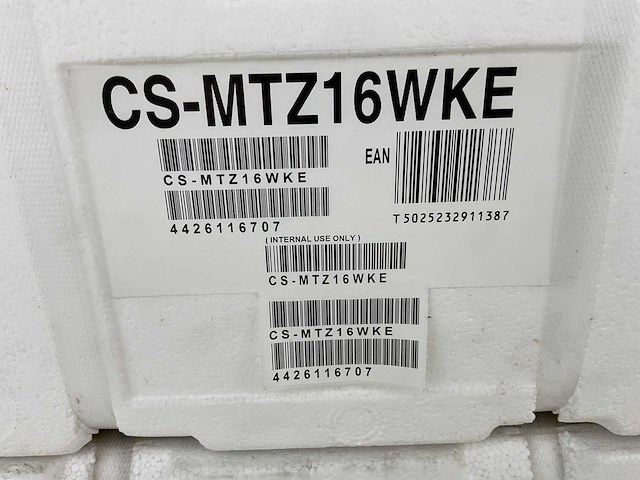 CS-MTZ16WKE
EAN
CS-MTZ16WKE
T5025232911387
4426116707
( INTERNAL USE ONLY )
CS-MTZ16WKE
CS-MTZ16WKE
4426116707